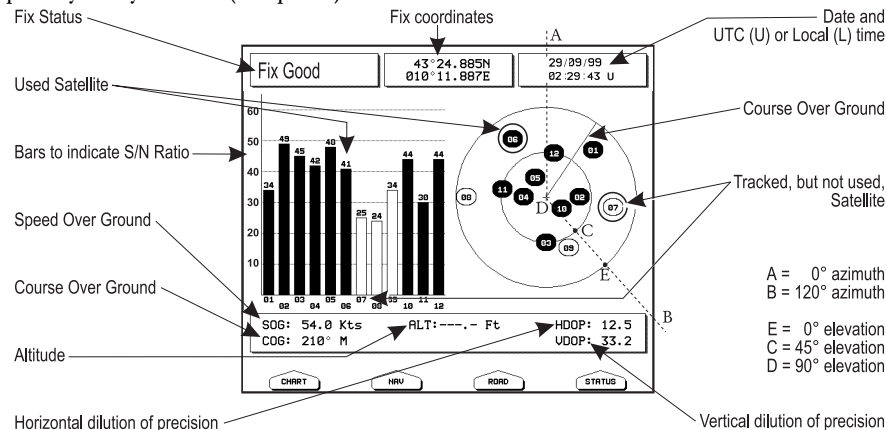 Fix Status
Fix coordinates
Date and
UTC (U) or Local (L) time
A
Fix Good
43°24.885N
010°11.887E
29/09/99
02:29:43 U
Used Satellite
Course Over Ground
Bars to indicate S/N Ratio
Tracked, but not used,
Satellite
Speed Over Ground
Course Over Ground
60
50
40
30
20
10
34
49
45
42
48
41
25
24
34
44
30
44
01
02
03
04
05
06
07
08
09
10
11
12
06
12
01
05
11
04
02
08
D
10
07
C
03
09
E
B
A = 0° azimuth
B = 120° azimuth
E = 0° elevation
C = 45° elevation
D = 90° elevation
SOG: 54.0 Kts
ALT:---.- Ft
HDOP: 12.5
COG: 210° M
VDOP: 33.2
Altitude
CHART
NAV
ROAD
STATUS
Horizontal dilution of precision
Vertical dilution of precision